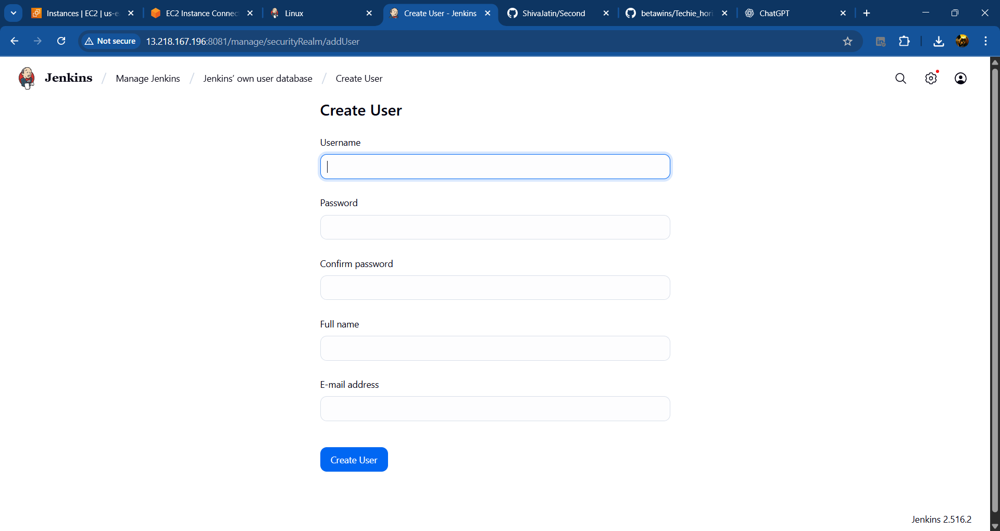 Instances | EC2 | us-e
EC2 Instance Connec
Linux
Create User - Jenkins
ShivaJatin/Second
betawins/Techie_hori
ChatGPT
Not secure
13.218.167.196:8081/manage/securityRealm/addUser
Jenkins / Manage Jenkins / Jenkins’ own user database / Create User
Create User
Username
Password
Confirm password
Full name
E-mail address
Create User
Jenkins 2.516.2